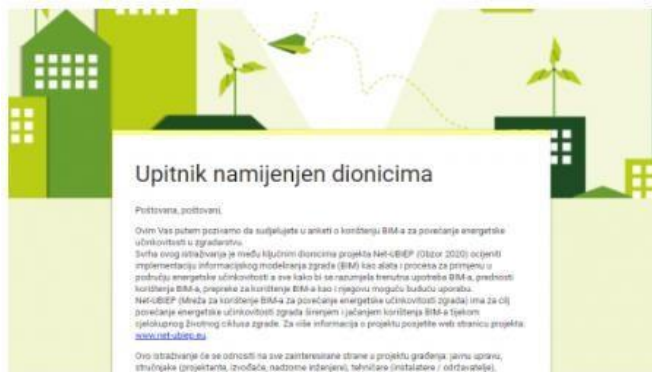 Upitnik namijenjen dionicima
Poštovana, poštovani,
Ovim Vas putem pozivamo da sudjelujete u anketi o korištenju BIM-a za povećanje energetske
učinkovitosti u zgradarstvu.
Svrha ovog istraživanja je među ključnim dionicima projekta Net-UBIEP (Obzor 2020) ocijeniti
implementaciju informacijskog modeliranja zgrada (BIM) kao alata i procesa za primjenu u
području energetske učinkovitosti a sve kako bi se razumjela trenutna upotreba BIM-a, prednosti
korištenja BIM-a, prepreke za korištenje BIM-a kao i njegovu moguću buduću uporabu.
Net-UBIEP (Mreža za korištenje BIM-a za povećanje energetske učinkovitosti zgrada) ima za cilj
povećanje energetske učinkovitosti zgrada širenjem i jačanjem korištenja BIM-a tijekom
cjelokupnog životnog ciklusa zgrade. Za više informacija o projektu posjetite web stranicu projekta:
www.net-ubiep.eu.
Ovo istraživanje će se odnositi na sve zainteresirane strane u projektu građenja: javnu upravu,
stručnjake (projektante, izvođače, nadzorne inženjere), tehničare (instalatere / održavatelje),